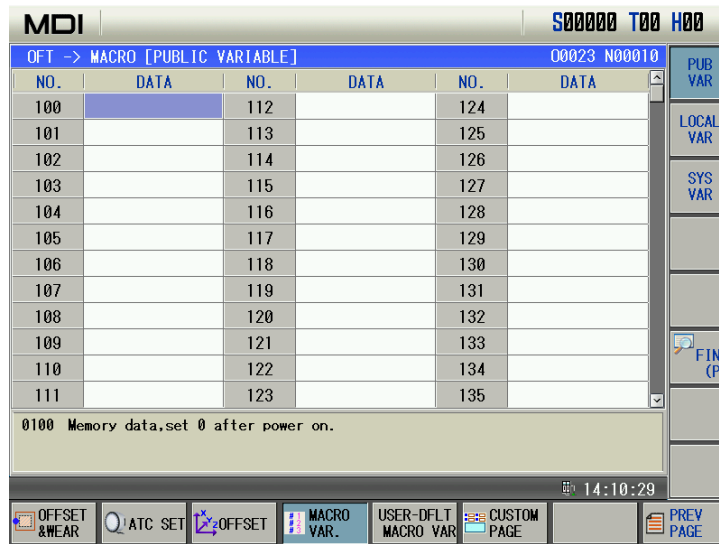 MDI
S00000 T00 H00
OFT -> MACRO [PUBLIC VARIABLE] O0023 N00010
NO. DATA NO. DATA NO. DATA
100 112 124
101 113 125
102 114 126
103 115 127
104 116 128
105 117 129
106 118 130
107 119 131
108 120 132
109 121 133
110 122 134
111 123 135
0100 Memory data,set 0 after power on.
14:10:29
PUB
VAR
LOCAL
VAR
SYS
VAR
FIN
(P
OFFSET
&WEAR
ATC SET
OFFSET
MACRO
VAR.
USER-DFLT
MACRO VAR
CUSTOM
PAGE
PREV
PAGE